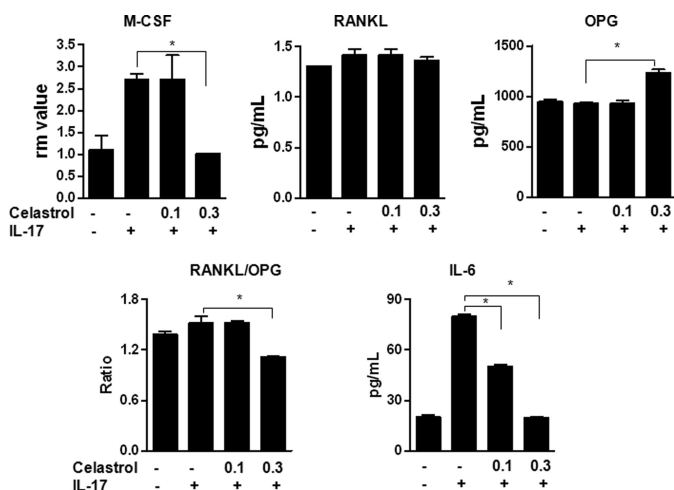 M-CSF
RANKL
OPG
*
*
3.5
3.0
2.5
2.0
1.5
1.0
0.5
0.0
rm value
1.5
1.0
0.5
0.0
pg/mL
1500
1000
500
0
pg/mL
Celastrol - - 0.1 0.3 - - 0.1 0.3 - - 0.1 0.3
IL-17 - + + + - + + + - + + +
RANKL/OPG
IL-6
*
*
*
1.8
1.2
0.6
0.0
Ratio
90
60
30
0
pg/mL
Celastrol - - 0.1 0.3 - - 0.1 0.3
IL-17 - + + + - + + +